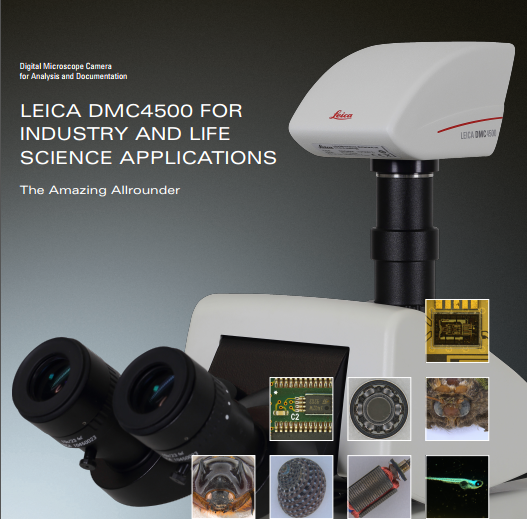 Digital Microscope Camera
for Analysis and Documentation
LEICA DMC4500 FOR
INDUSTRY AND LIFE
SCIENCE APPLICATIONS
The Amazing Allrounder
Leica
LEICA DMC4500
C2